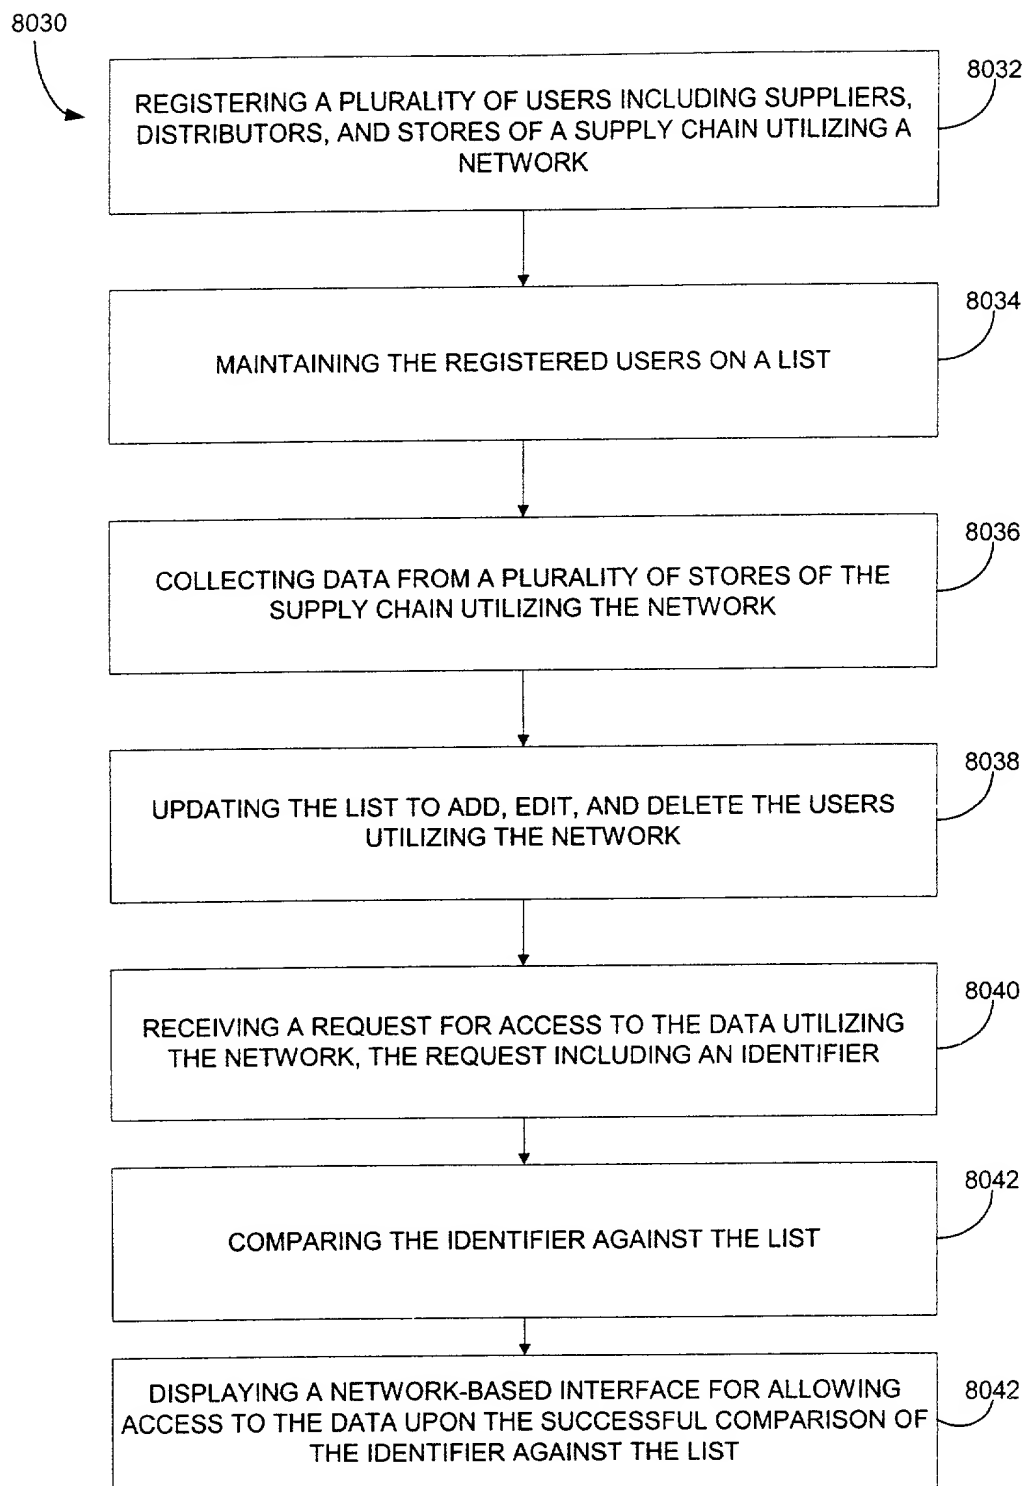 8030
8032
REGISTERING A PLURALITY OF USERS INCLUDING SUPPLIERS,
DISTRIBUTORS, AND STORES OF A SUPPLY CHAIN UTILIZING A
NETWORK
8034
MAINTAINING THE REGISTERED USERS ON A LIST
8036
COLLECTING DATA FROM A PLURALITY OF STORES OF THE
SUPPLY CHAIN UTILIZING THE NETWORK
8038
UPDATING THE LIST TO ADD, EDIT, AND DELETE THE USERS
UTILIZING THE NETWORK
8040
RECEIVING A REQUEST FOR ACCESS TO THE DATA UTILIZING
THE NETWORK, THE REQUEST INCLUDING AN IDENTIFIER
8042
COMPARING THE IDENTIFIER AGAINST THE LIST
8042
DISPLAYING A NETWORK-BASED INTERFACE FOR ALLOWING
ACCESS TO THE DATA UPON THE SUCCESSFUL COMPARISON OF
THE IDENTIFIER AGAINST THE LIST